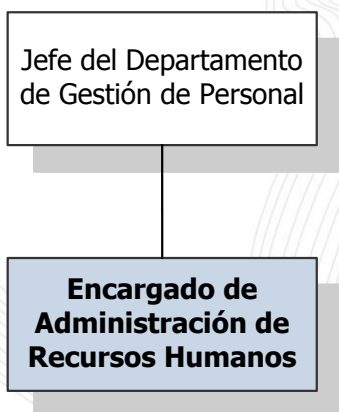 Jefe del Departamento
de Gestión de Personal
Encargado de
Administración de
Recursos Humanos